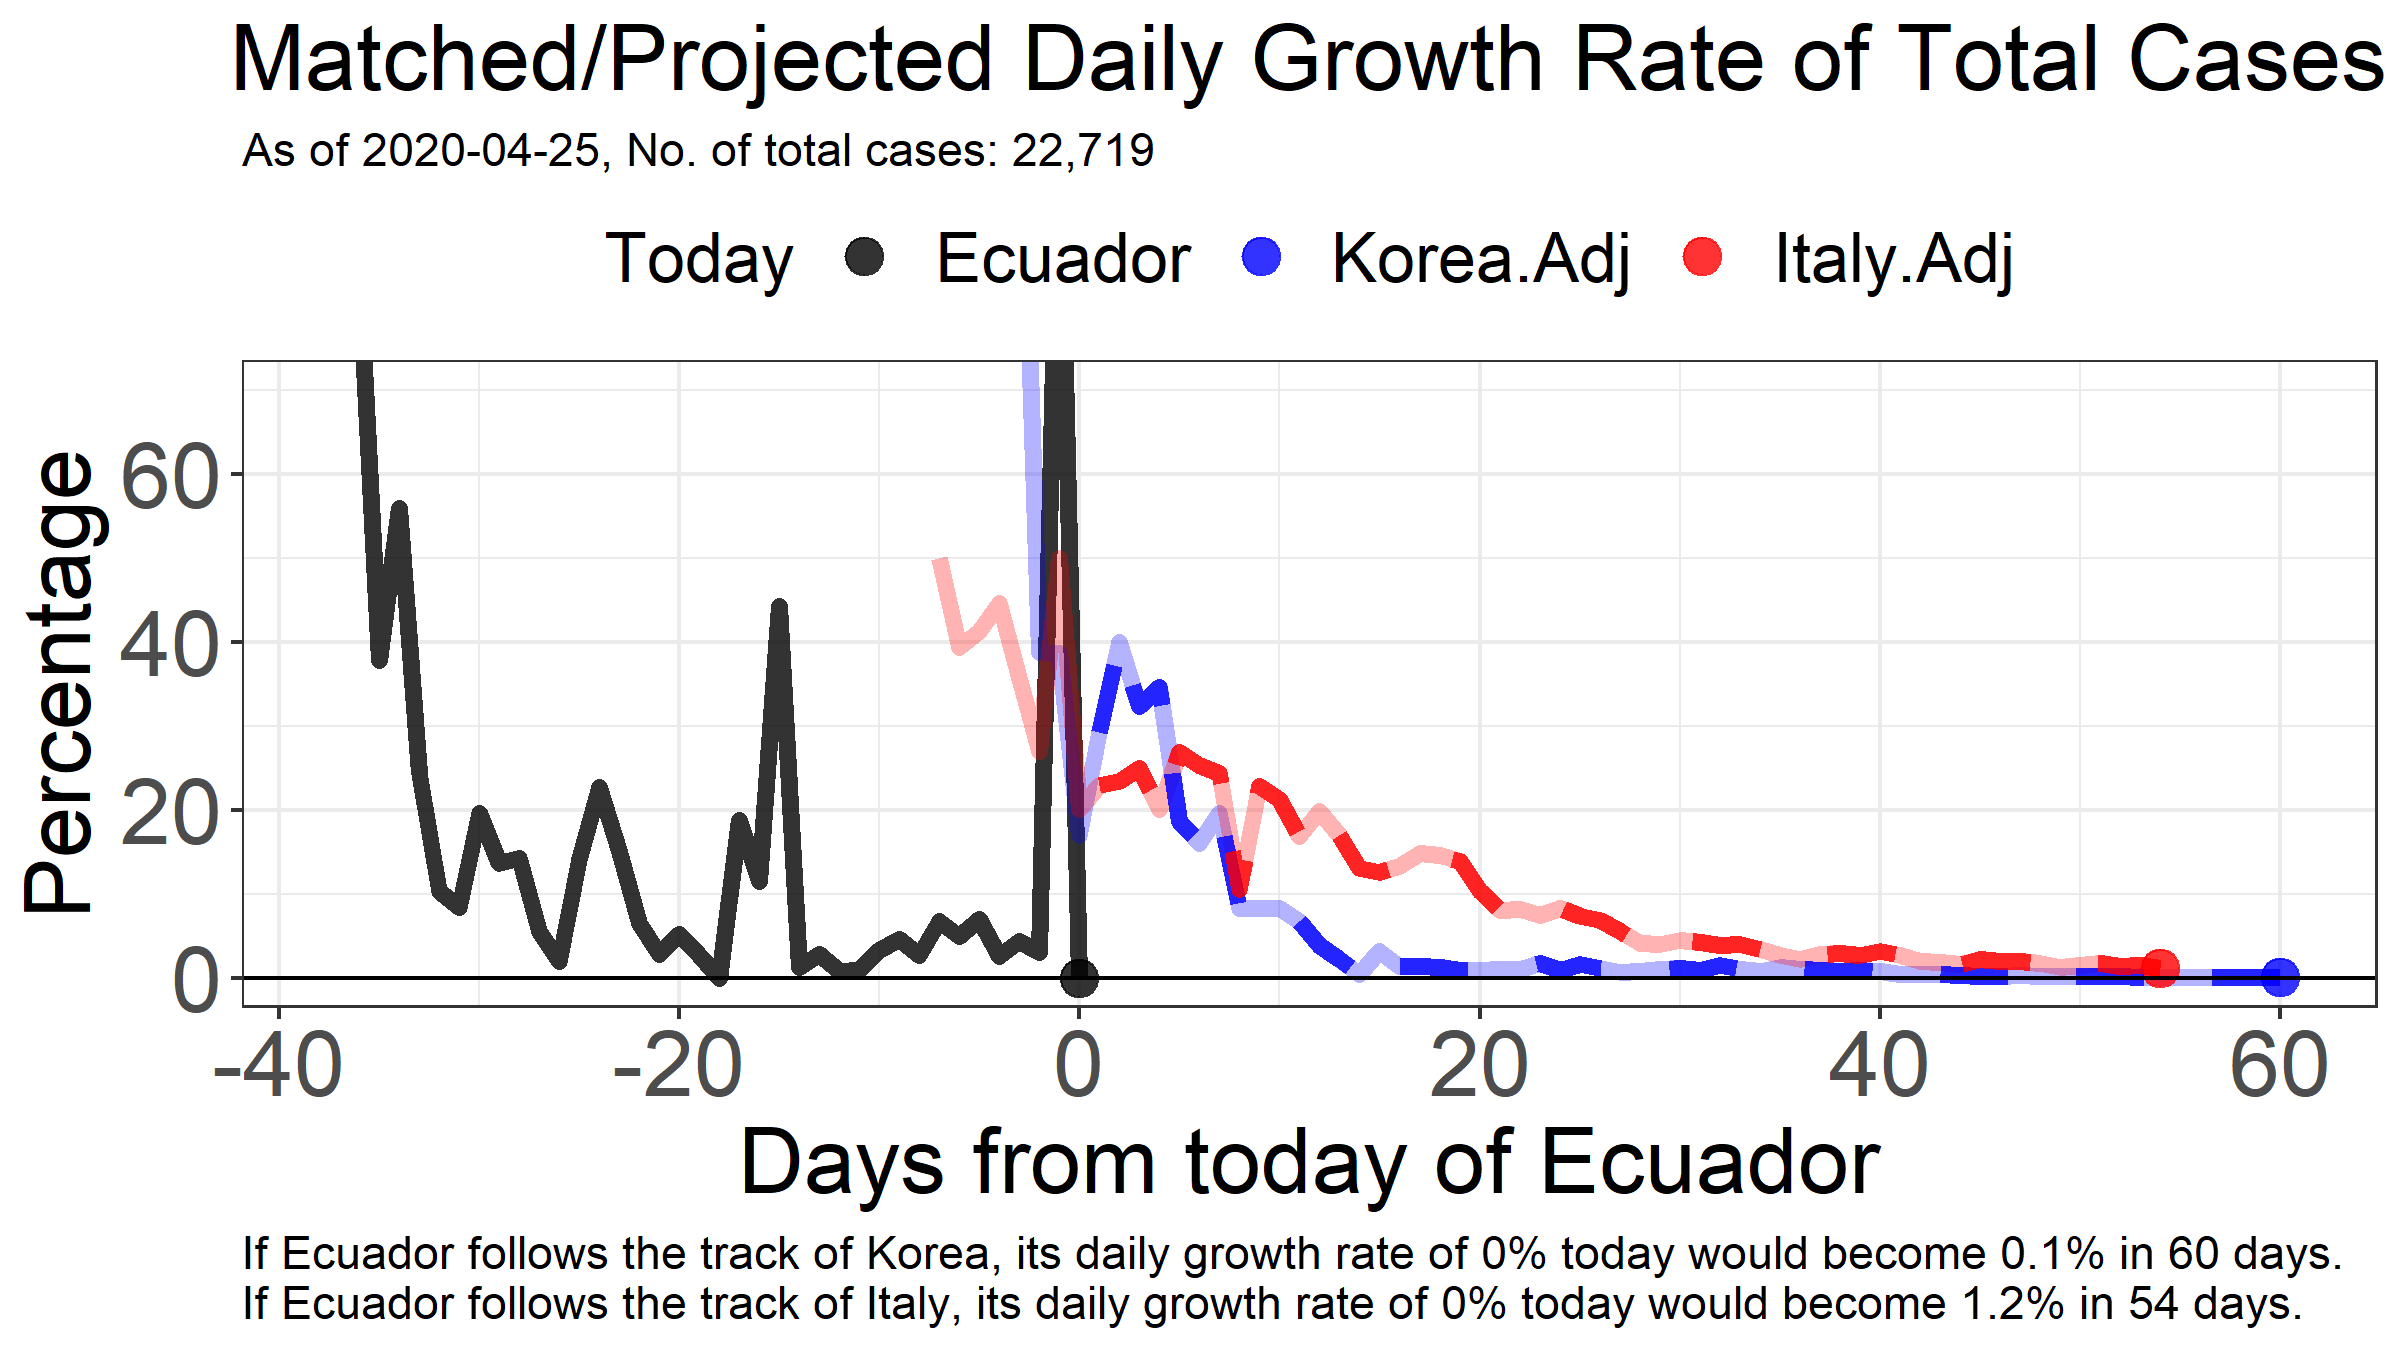 Matched/Projected Daily Growth Rate of Total Cases
As of 2020-04-25, No. of total cases: 22,719
Today Ecuador Korea.Adj Italy.Adj
Percentage
60
40
20
0
-40 -20 0 20 40 60
Days from today of Ecuador
If Ecuador follows the track of Korea, its daily growth rate of 0% today would become 0.1% in 60 days.
If Ecuador follows the track of Italy, its daily growth rate of 0% today would become 1.2% in 54 days.